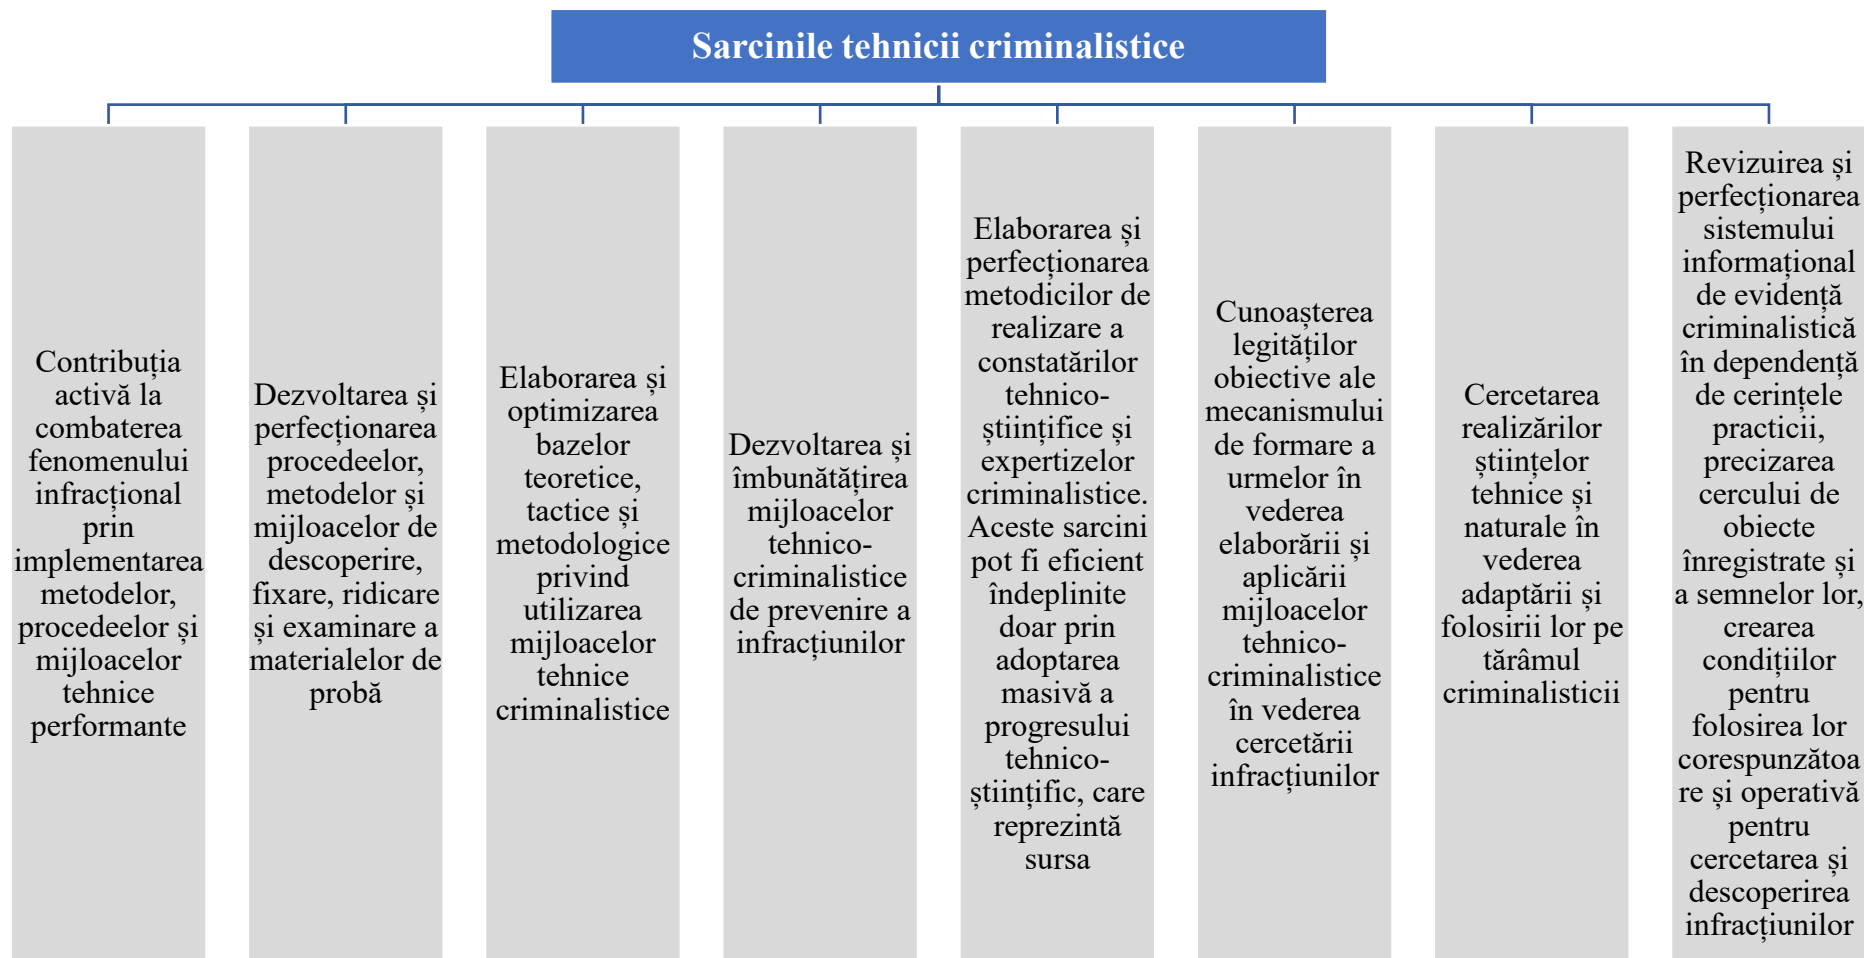 Sarcinile tehnicii criminalistice
Contribuția
activă la
combaterea
fenomenului
infracțional
prin
implementarea
metodelor,
procedeelor și
mijloacelor
tehnice
performante
Dezvoltarea și
perfecționarea
procedeelor,
metodelor și
mijloacelor de
descoperire,
fixare, ridicare
și examinare a
materialelor de
probă
Elaborarea și
optimizarea
bazelor
teoretice,
tactice și
metodologice
privind
utilizarea
mijloacelor
tehnice
criminalistice
Dezvoltarea și
îmbunătățirea
mijloacelor
tehnico-
criminalistice
de prevenire a
infracțiunilor
Elaborarea și
perfecționarea
metodicilor de
realizare a
constatărilor
tehnico-
științifice și
expertizelor
criminalistice.
Aceste sarcini
pot fi eficient
îndeplinite
doar prin
adoptarea
masivă a
progresului
tehnico-
științific, care
reprezintă
sursa
Cunoașterea
legităților
obiective ale
mecanismului
de formare a
urmelor în
vederea
elaborării și
aplicării
mijloacelor
tehnico-
criminalistice
în vederea
cercetării
infracțiunilor
Cercetarea
realizărilor
științelor
tehnice și
naturale în
vederea
adaptării și
folosirii lor pe
tărâmul
criminalisticii
Revizuirea și
perfecționarea
sistemului
informațional
de evidență
criminalistică
în dependență
de cerințele
practicii,
precizarea
cercului de
obiecte
înregistrate și
a semnelor lor,
crearea
condițiilor
pentru
folosirea lor
corespunzătoa
re și operativă
pentru
cercetarea și
descoperirea
infracțiunilor